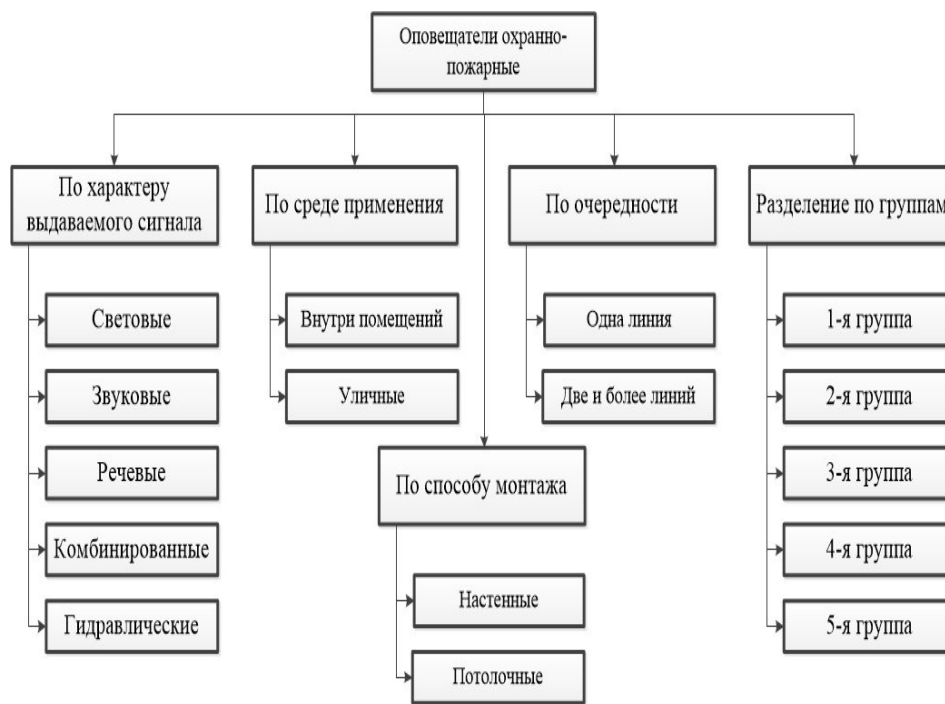 Оповещатели охранно-
пожарные
По характеру
выдаваемого сигнала
Световые
Звуковые
Речевые
Комбинированные
Гидравлические
По среде применения
Внутри помещений
Уличные
По способу монтажа
Настенные
Потолочные
По очередности
Одна линия
Две и более линий
Разделение по группам
1-я группа
2-я группа
3-я группа
4-я группа
5-я группа